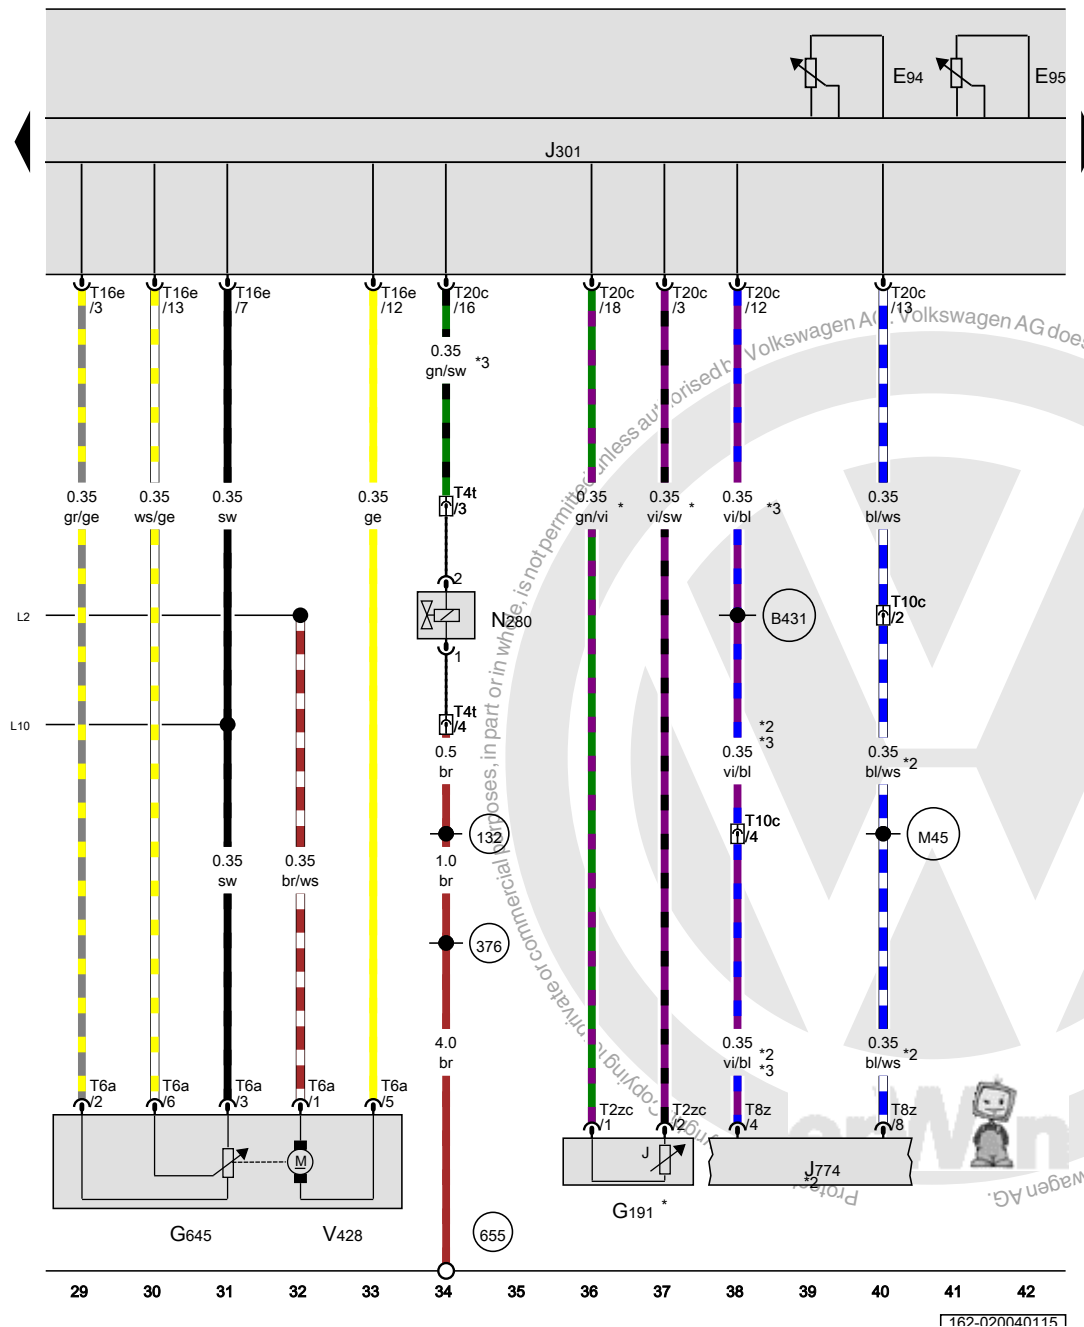 E94 E95
J301
T16e/3 T16e/13 T16e/7 T16e/12 T20c/16 T20c/18 T20c/3 T20c/12 T20c/13
0.35 gn/sw *3
T4t/3
0.35 gr/ge
0.35 ws/ge
0.35 sw
0.35 ge
0.35 gn/vi *
0.35 vi/sw *
0.35 vi/bl *3
0.35 bl/ws
2
N280
1
L2
B431
T10c/2
L10
T4t/4
0.5 br
*2
*3
0.35 vi/bl
0.35 bl/ws *2
132
T10c/4
M45
0.35 sw
0.35 br/ws
1.0 br
376
4.0 br
0.35 vi/bl *2 *3
0.35 bl/ws *2
T6a/2 T6a/6 T6a/3 T6a/1 T6a/5 T2zc/1 T2zc/2 T8z/4 T8z/8
M
J
J774 *2
G645 V428
G191 *
655
29 30 31 32 33 34 35 36 37 38 39 40 41 42
162-020040115
Volkswagen AG. Volkswagen AG does